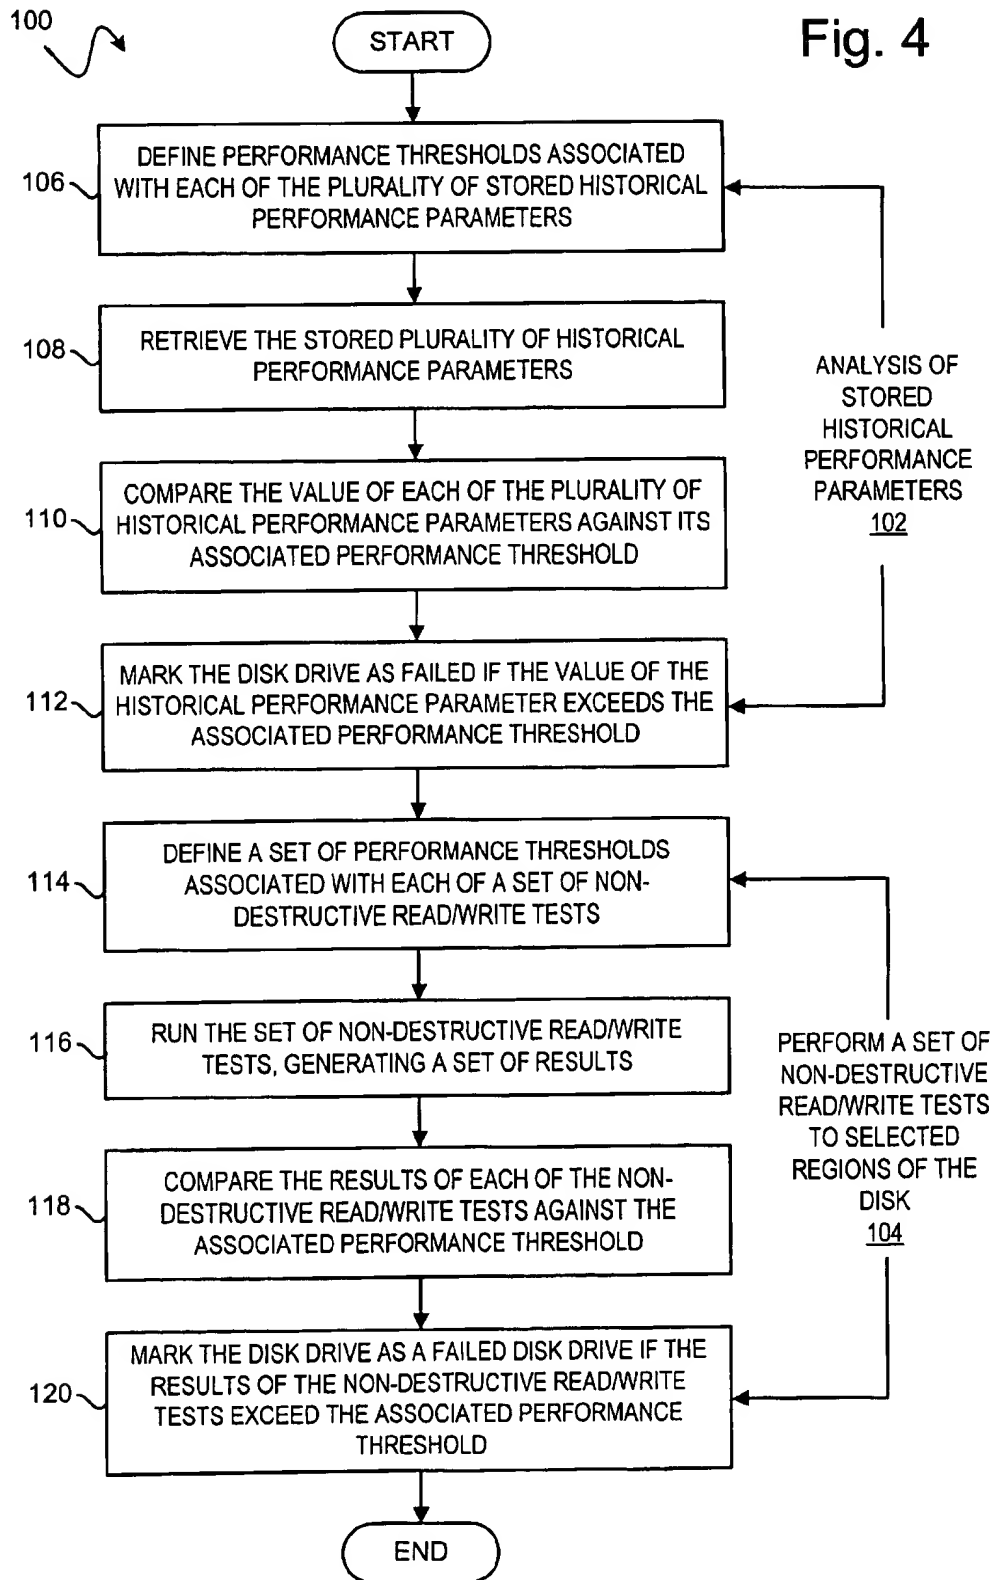 100
START
Fig. 4
106
DEFINE PERFORMANCE THRESHOLDS ASSOCIATED
WITH EACH OF THE PLURALITY OF STORED HISTORICAL
PERFORMANCE PARAMETERS
108
RETRIEVE THE STORED PLURALITY OF HISTORICAL
PERFORMANCE PARAMETERS
ANALYSIS OF
STORED
HISTORICAL
PERFORMANCE
PARAMETERS
102
110
COMPARE THE VALUE OF EACH OF THE PLURALITY OF
HISTORICAL PERFORMANCE PARAMETERS AGAINST ITS
ASSOCIATED PERFORMANCE THRESHOLD
112
MARK THE DISK DRIVE AS FAILED IF THE VALUE OF THE
HISTORICAL PERFORMANCE PARAMETER EXCEEDS THE
ASSOCIATED PERFORMANCE THRESHOLD
114
DEFINE A SET OF PERFORMANCE THRESHOLDS
ASSOCIATED WITH EACH OF A SET OF NON-
DESTRUCTIVE READ/WRITE TESTS
116
RUN THE SET OF NON-DESTRUCTIVE READ/WRITE
TESTS, GENERATING A SET OF RESULTS
PERFORM A SET OF
NON-DESTRUCTIVE
READ/WRITE TESTS
TO SELECTED
REGIONS OF THE
DISK
104
118
COMPARE THE RESULTS OF EACH OF THE NON-
DESTRUCTIVE READ/WRITE TESTS AGAINST THE
ASSOCIATED PERFORMANCE THRESHOLD
120
MARK THE DISK DRIVE AS A FAILED DISK DRIVE IF THE
RESULTS OF THE NON-DESTRUCTIVE READ/WRITE
TESTS EXCEED THE ASSOCIATED PERFORMANCE
THRESHOLD
END